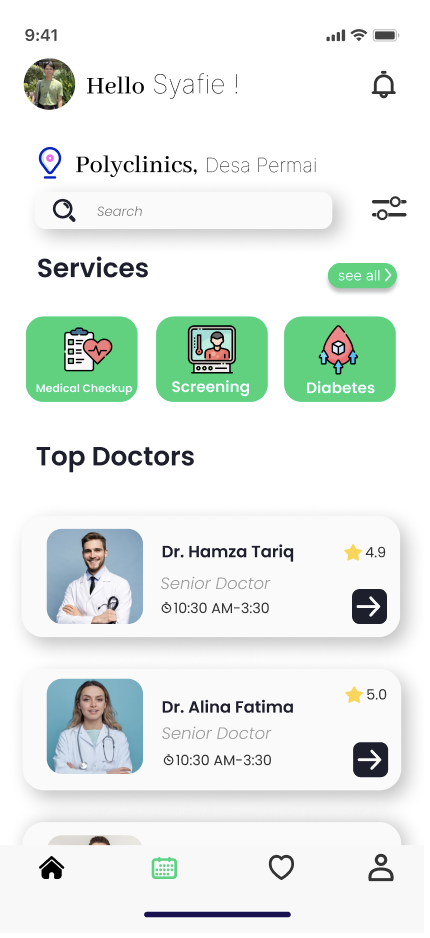 9:41
Hello Syafie !
Polyclinics, Desa Permai
Search
Services
see all
Medical Checkup
Screening
Diabetes
Top Doctors
Dr. Hamza Tariq
4.9
Senior Doctor
10:30 AM-3:30
Dr. Alina Fatima
5.0
Senior Doctor
10:30 AM-3:30